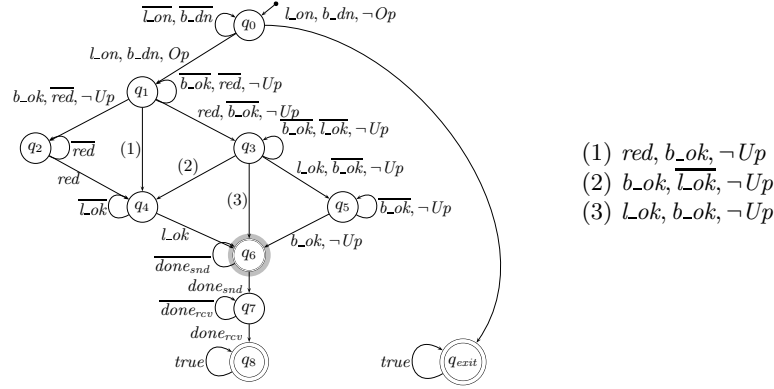 l_on, b_dn
q0
l_on, b_dn, ¬Op
l_on, b_dn, Op
b_ok, red, ¬Up
q1
b_ok, red, ¬Up
red, b_ok, ¬Up
q2
red
(1)
(2)
q3
b_ok, l_ok, ¬Up
l_ok, b_ok, ¬Up
red
(3)
l_ok
q4
q5
b_ok, ¬Up
l_ok
b_ok, ¬Up
q6
done_snd
done_snd
q7
done_rcv
done_rcv
true
q8
true
q_exit
(1) red, b_ok, ¬Up
(2) b_ok, l_ok, ¬Up
(3) l_ok, b_ok, ¬Up